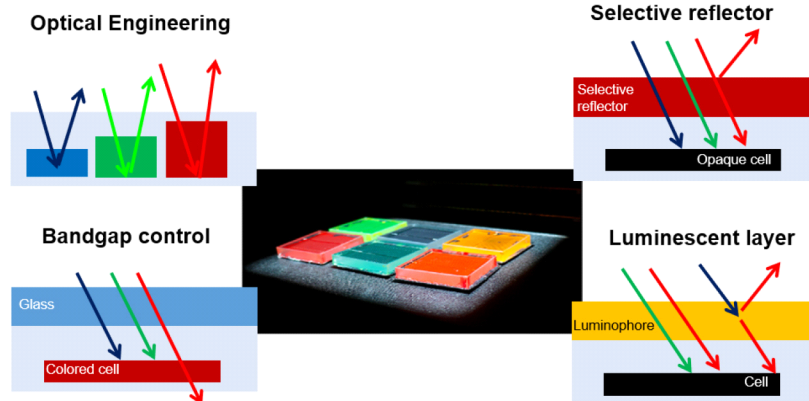 Optical Engineering
Selective reflector
Selective
reflector
Opaque cell
Bandgap control
Glass
Colored cell
Luminescent layer
Luminophore
Cell